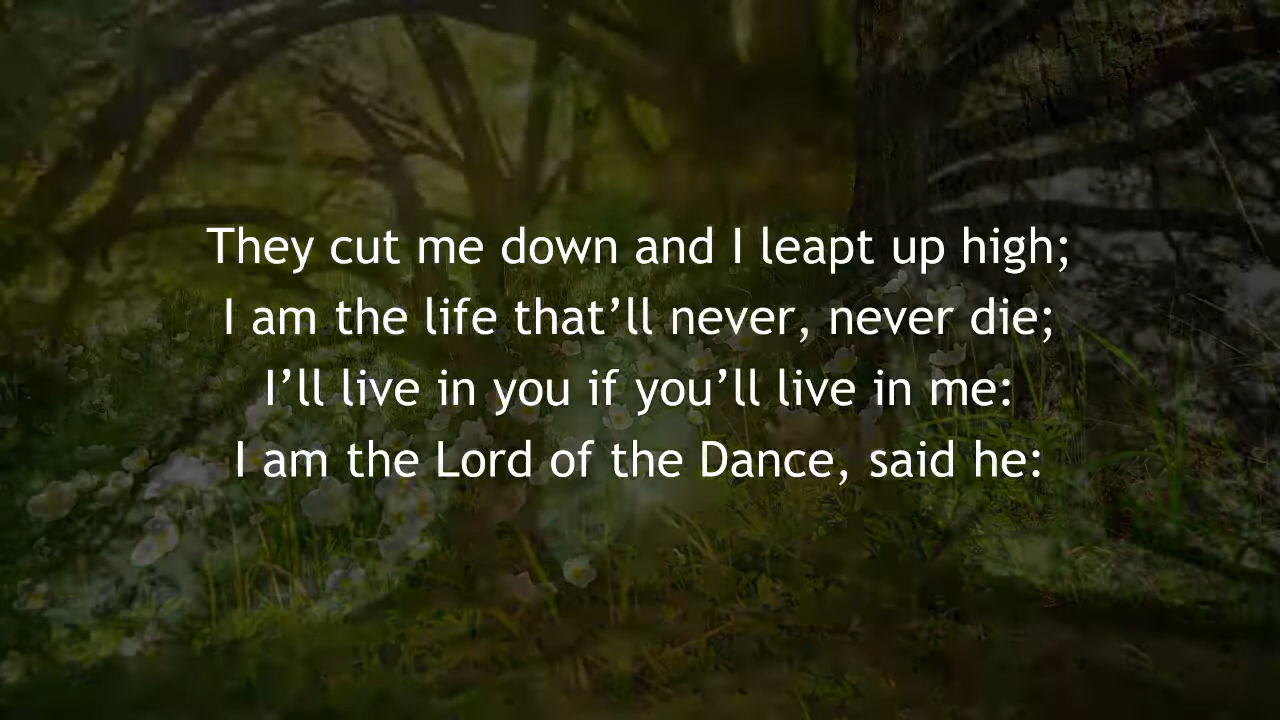 They cut me down and I leapt up high;
I am the life that’ll never, never die;
I’ll live in you if you’ll live in me:
I am the Lord of the Dance, said he: